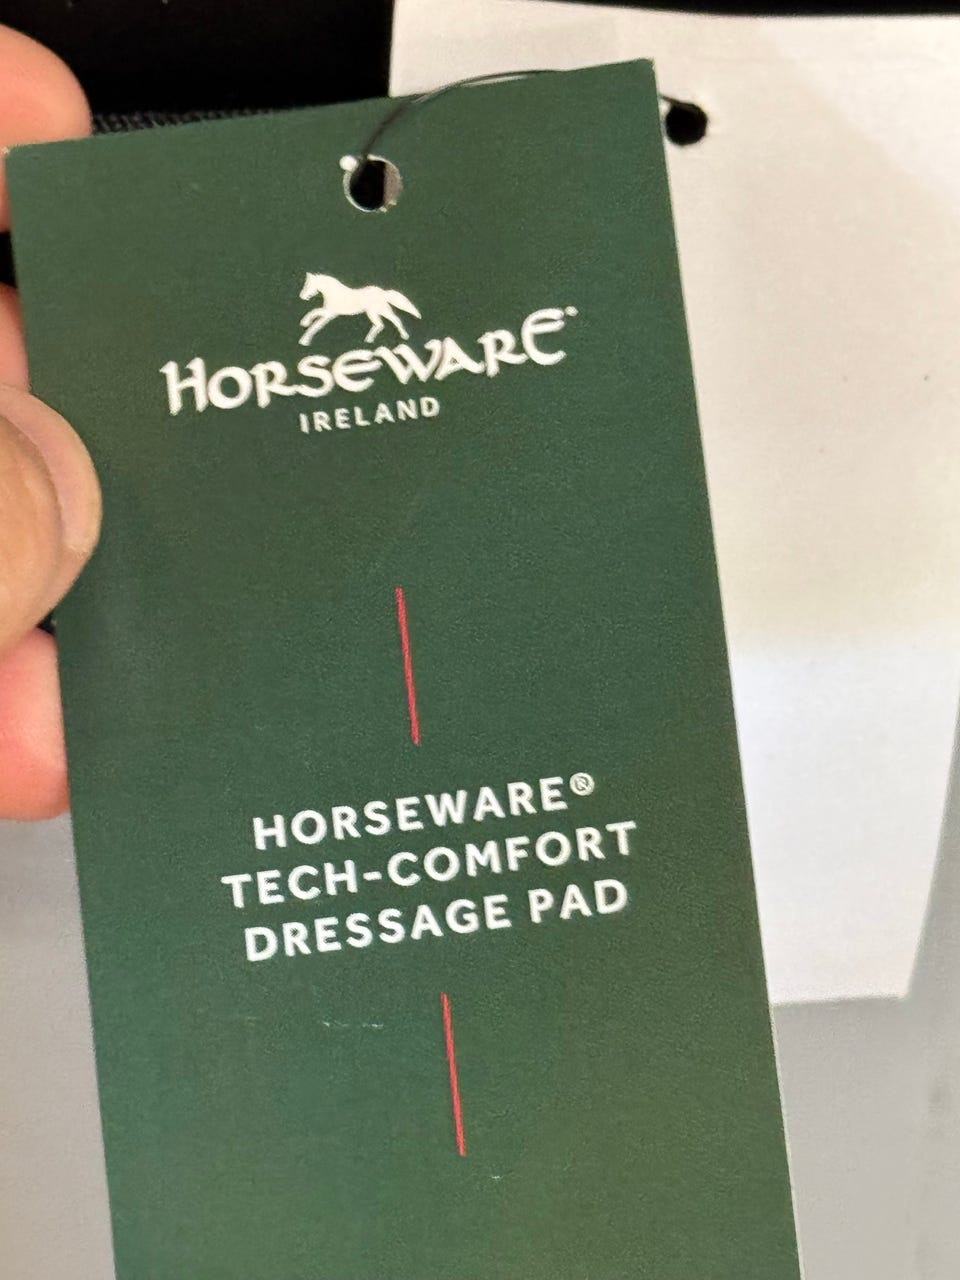 HORSEWARE®
IRELAND
HORSEWARE®
TECH-COMFORT
DRESSAGE PAD